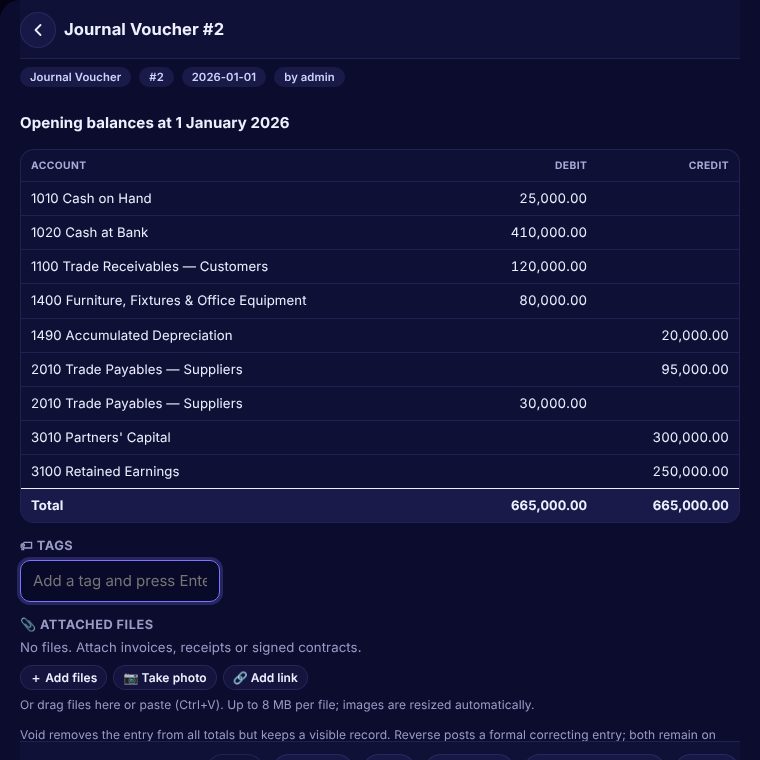 Journal Voucher #2
Journal Voucher #2 2026-01-01 by admin
Opening balances at 1 January 2026
ACCOUNT DEBIT CREDIT
1010 Cash on Hand 25,000.00
1020 Cash at Bank 410,000.00
1100 Trade Receivables — Customers 120,000.00
1400 Furniture, Fixtures & Office Equipment 80,000.00
1490 Accumulated Depreciation 20,000.00
2010 Trade Payables — Suppliers 95,000.00
2010 Trade Payables — Suppliers 30,000.00
3010 Partners' Capital 300,000.00
3100 Retained Earnings 250,000.00
Total 665,000.00 665,000.00
TAGS
Add a tag and press Ente
ATTACHED FILES
No files. Attach invoices, receipts or signed contracts.
+ Add files Take photo Add link
Or drag files here or paste (Ctrl+V). Up to 8 MB per file; images are resized automatically.
Void removes the entry from all totals but keeps a visible record. Reverse posts a formal correcting entry; both remain on